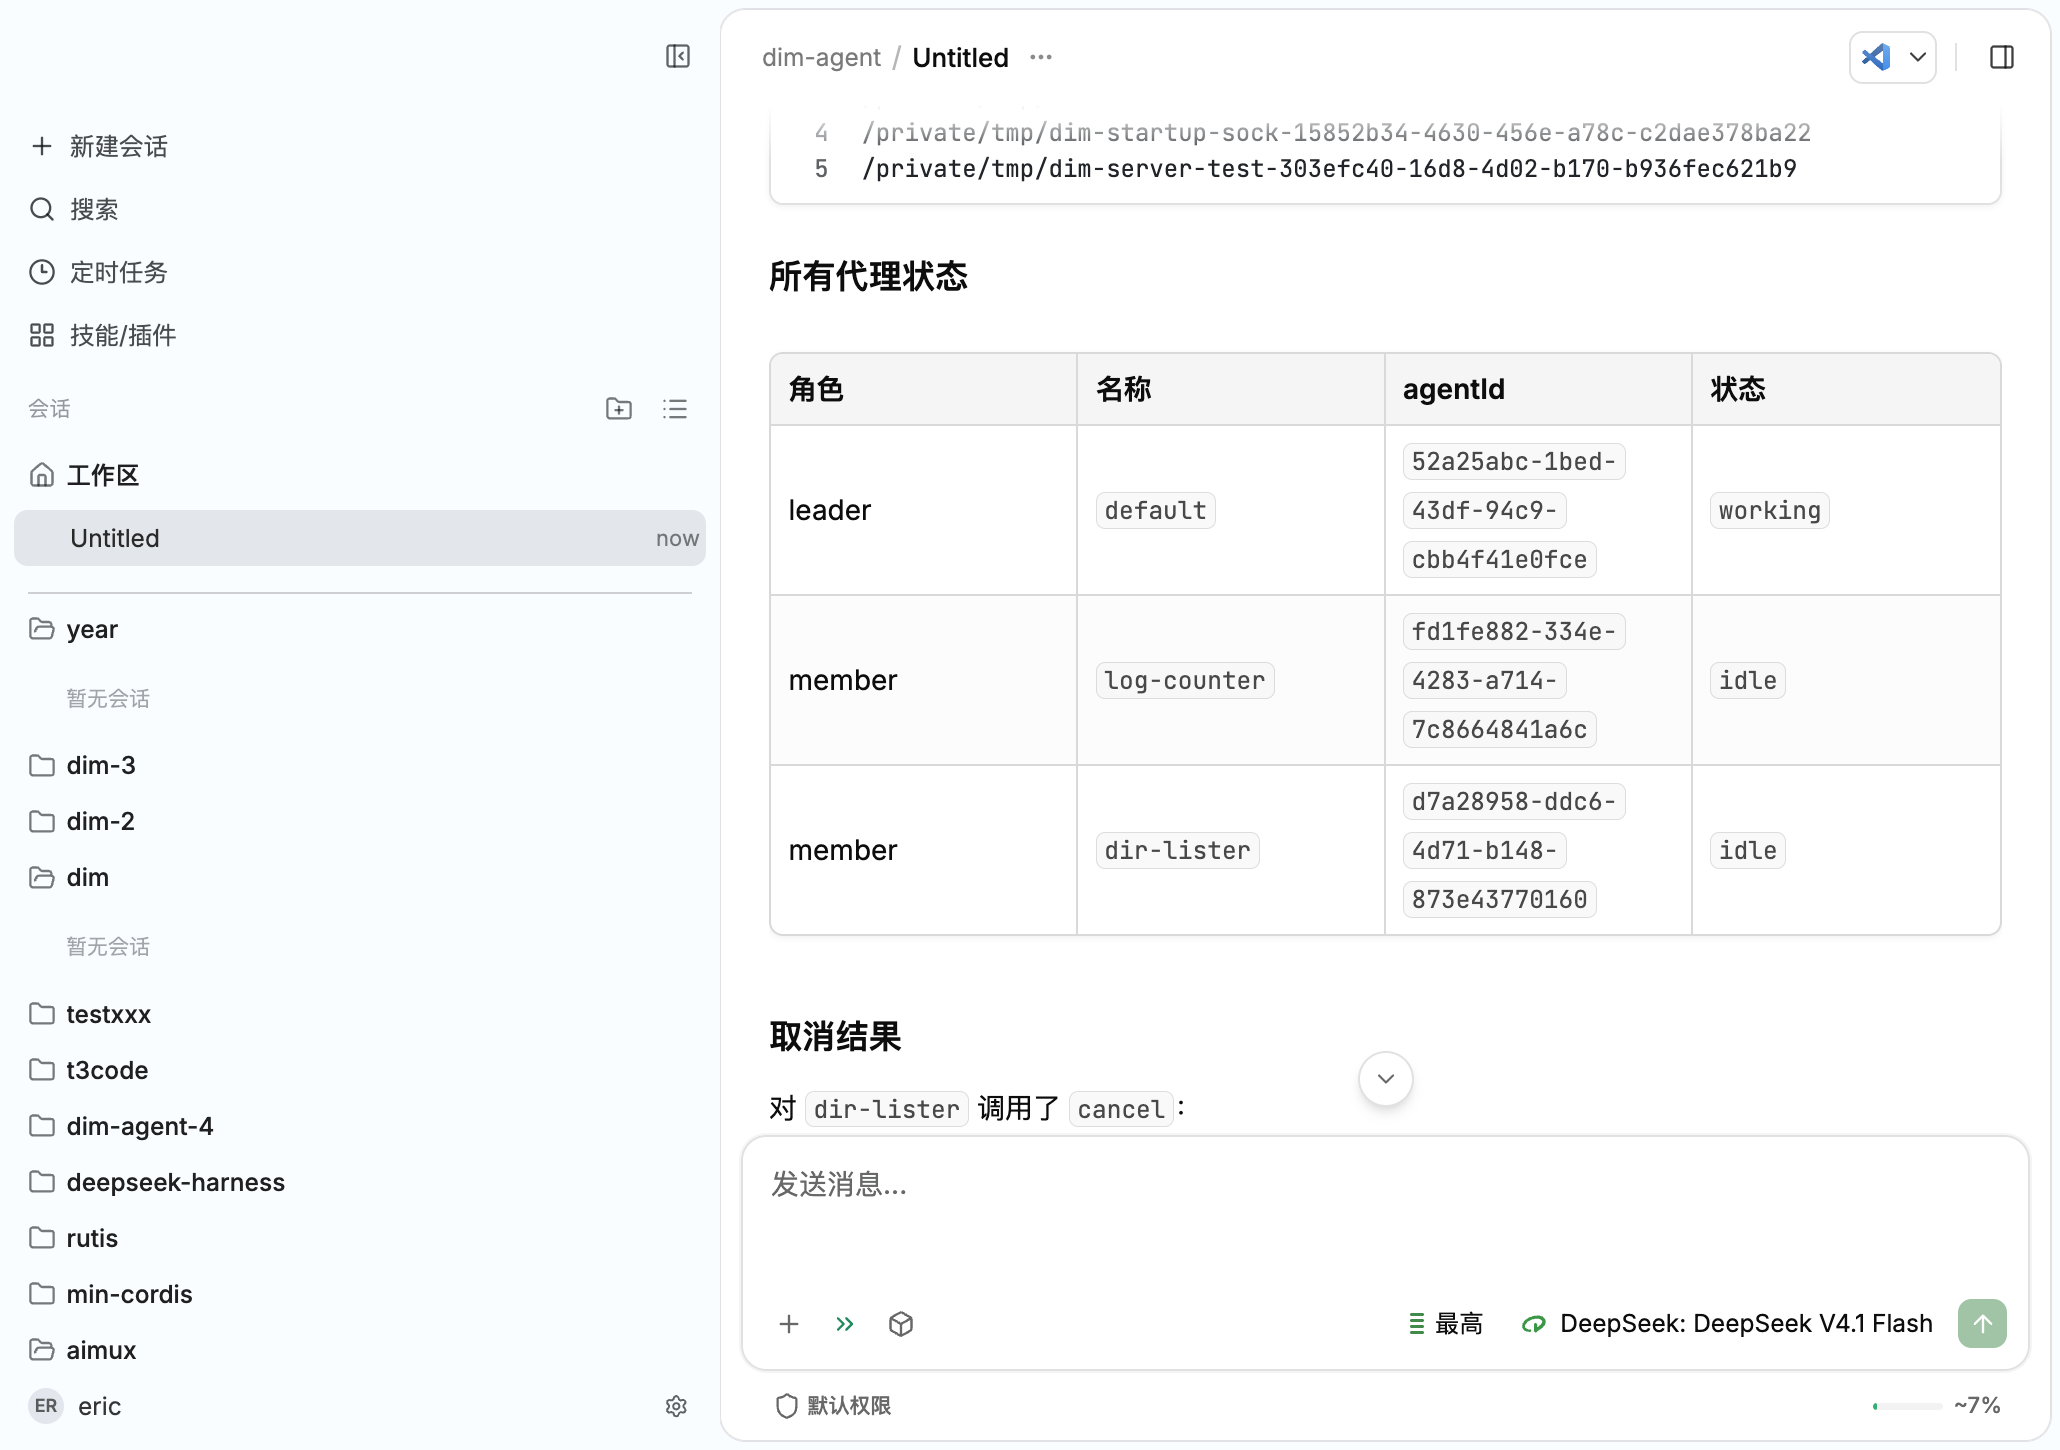 新建会话
搜索
定时任务
技能/插件
会话
工作区
Untitled now
year
暂无会话
dim-3
dim-2
dim
暂无会话
testxxx
t3code
dim-agent-4
deepseek-harness
rutis
min-cordis
aimux
ER eric
dim-agent / Untitled ···
4 /private/tmp/dim-startup-sock-15852b34-4630-456e-a78c-c2dae378ba22
5 /private/tmp/dim-server-test-303efc40-16d8-4d02-b170-b936fec621b9
所有代理状态
角色 名称 agentId 状态
leader default 52a25abc-1bed-
43df-94c9-
cbb4f41e0fce working
member log-counter fd1fe882-334e-
4283-a714-
7c8664841a6c idle
member dir-lister d7a28958-ddc6-
4d71-b148-
873e43770160 idle
取消结果
对 dir-lister 调用了 cancel：
发送消息...
最高 DeepSeek: DeepSeek V4.1 Flash
默认权限 ~7%